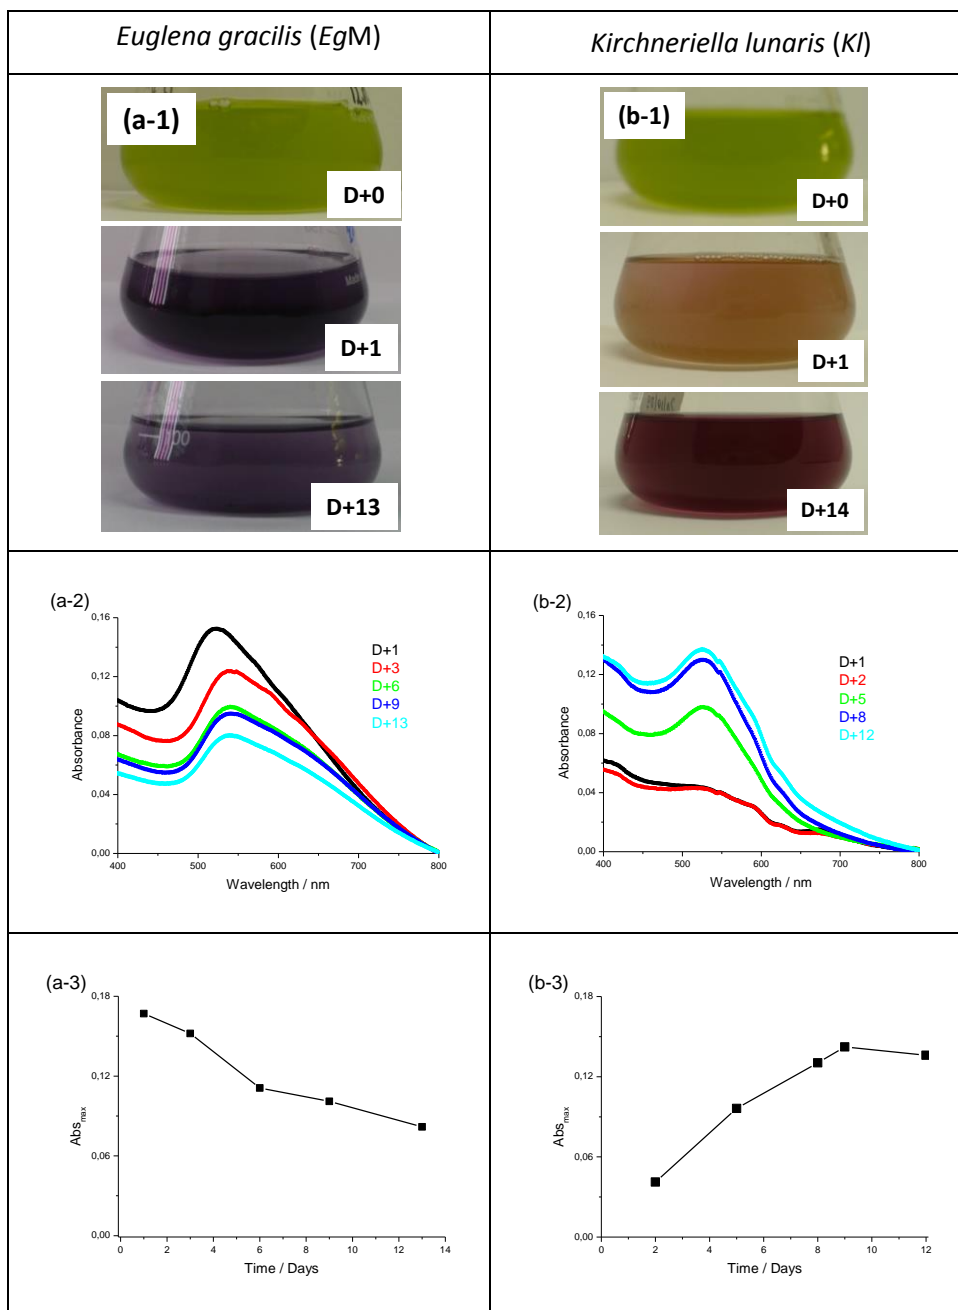 Euglena gracilis (EgM)
Kirchneriella lunaris (Kl)
(a-1)
D+0
D+1
100
D+13
(b-1)
D+0
D+1
D+14
(a-2)
0,16
0,12
0,08
0,04
0,00
Absorbance
400 500 600 700 800
Wavelength / nm
D+1
D+3
D+6
D+9
D+13
(b-2)
0,16
0,12
0,08
0,04
0,00
Absorbance
400 500 600 700 800
Wavelength / nm
D+1
D+2
D+5
D+8
D+12
(a-3)
0,18
0,12
0,06
0,00
Absmax
0 2 4 6 8 10 12 14
Time / Days
(b-3)
0,18
0,12
0,06
0,00
Absmax
0 2 4 6 8 10 12
Time / Days